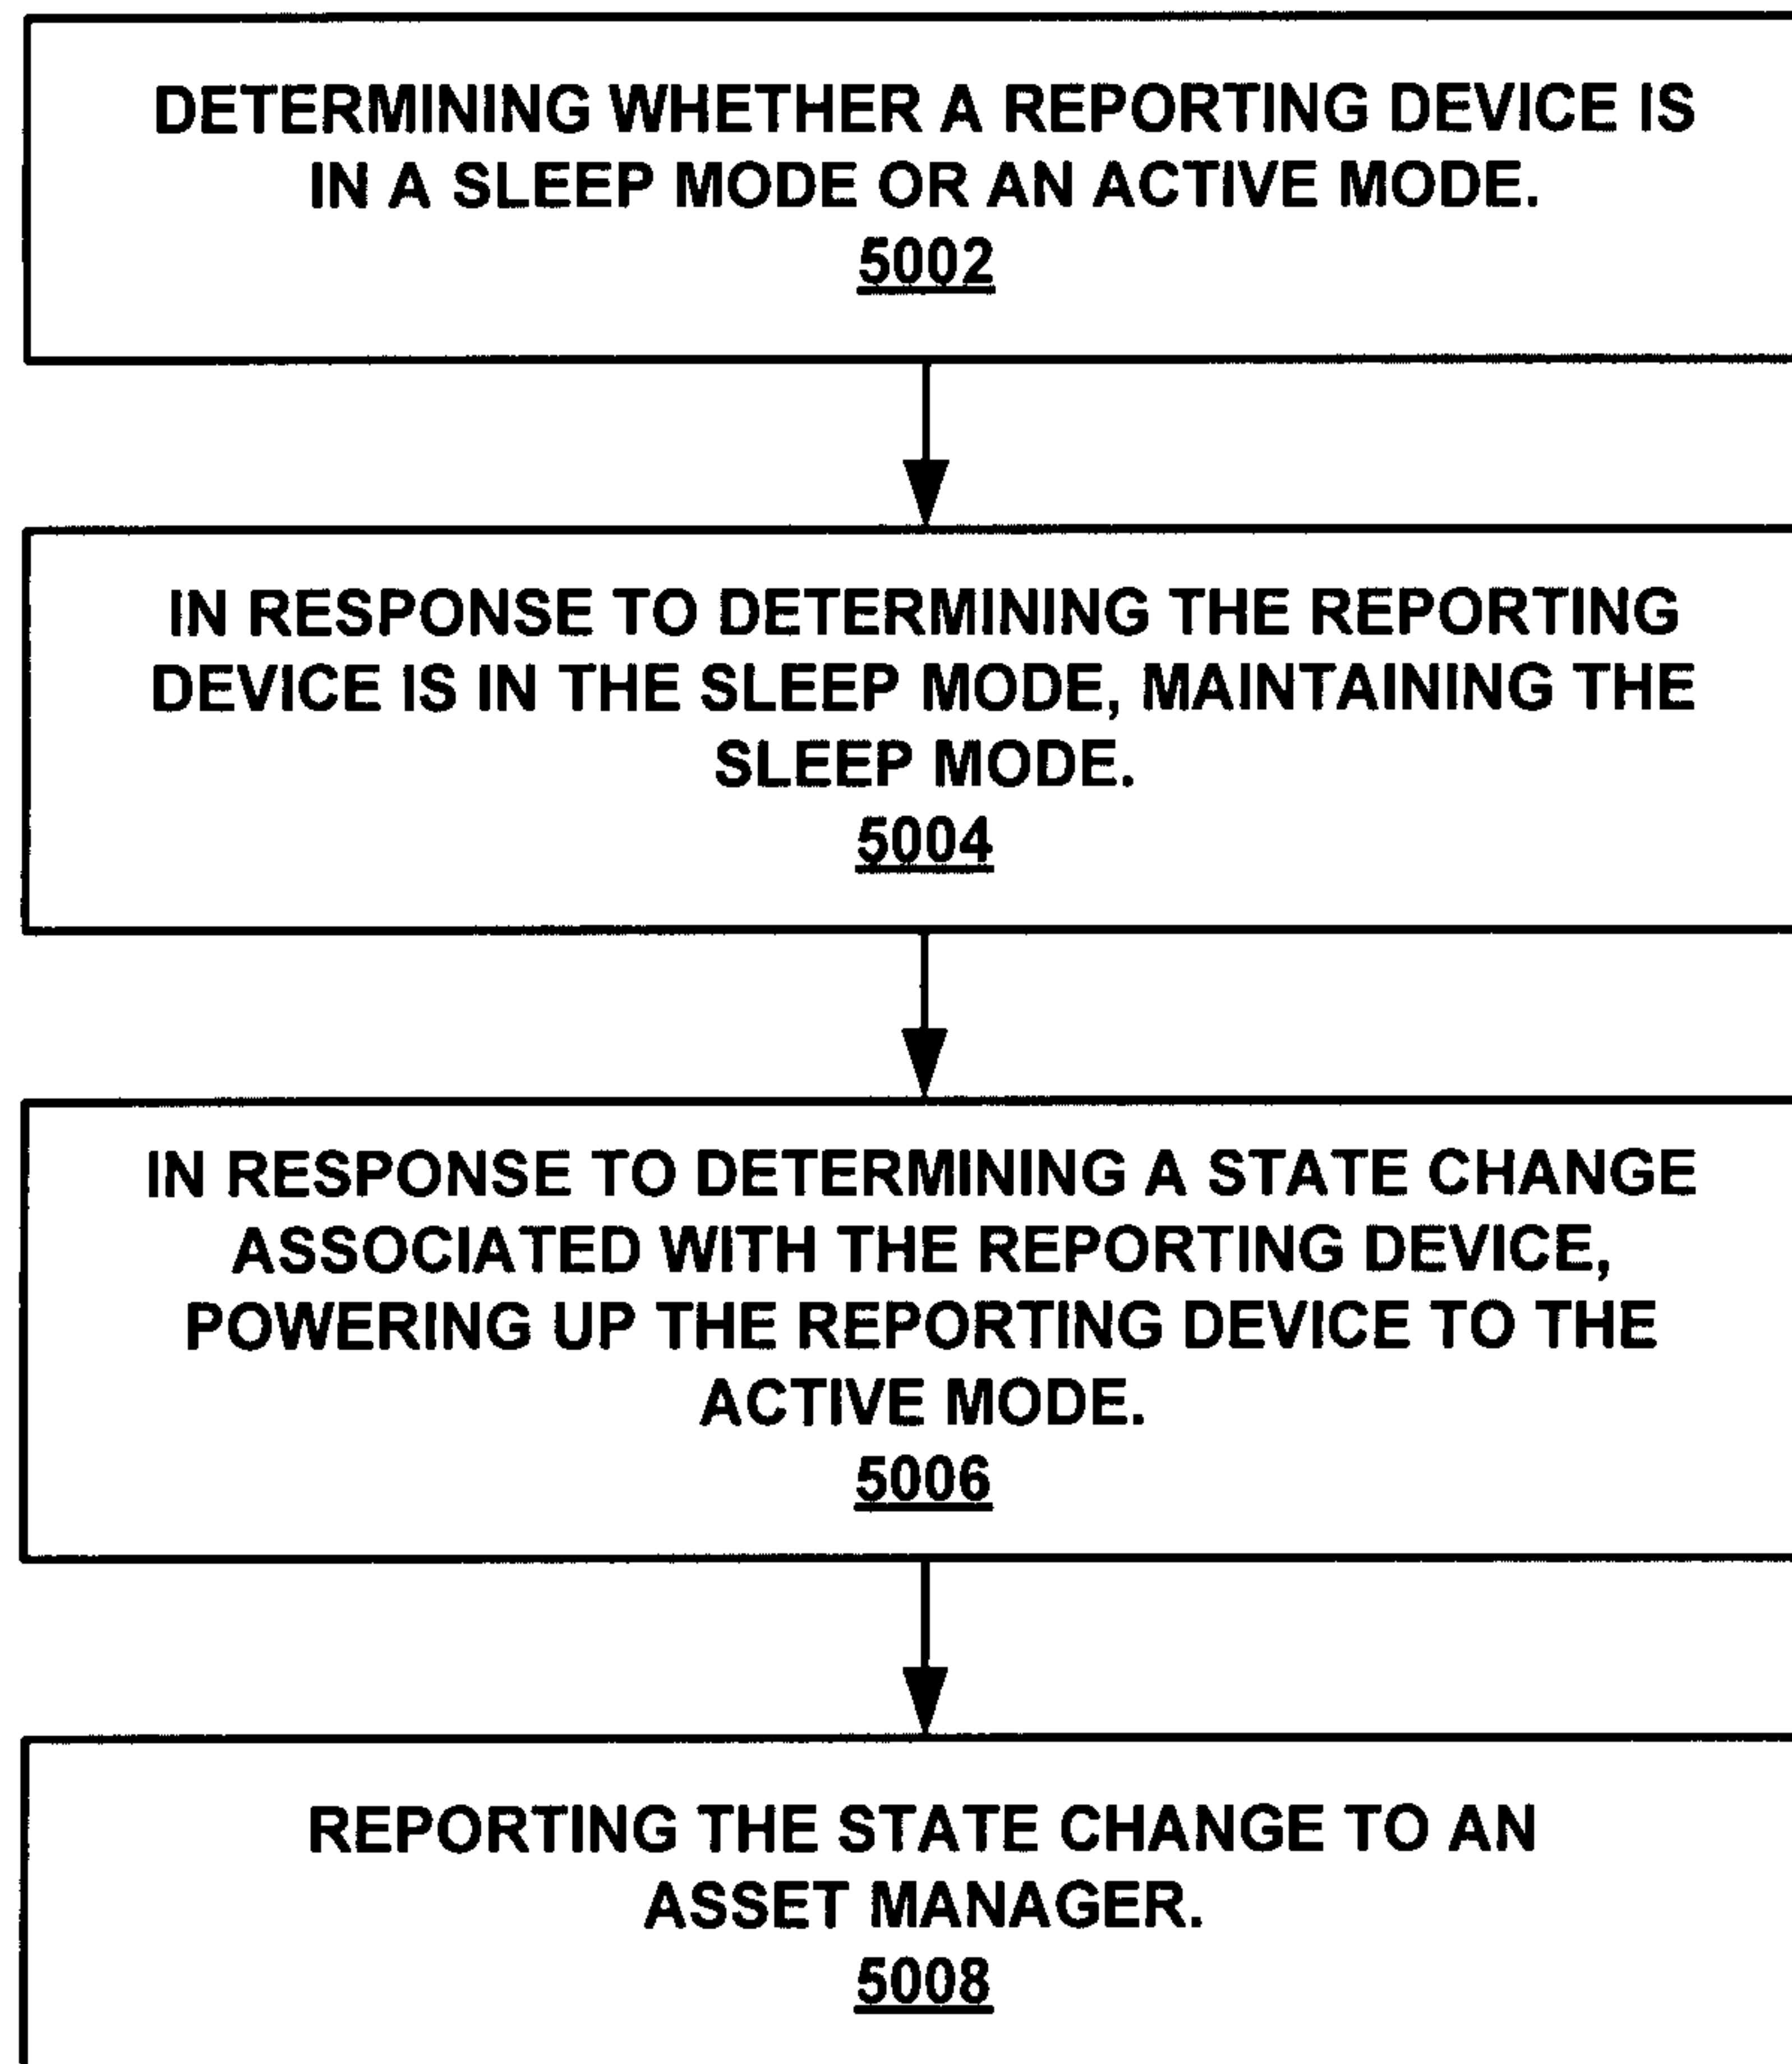 DETERMINING WHETHER A REPORTING DEVICE IS
IN A SLEEP MODE OR AN ACTIVE MODE.
5002
IN RESPONSE TO DETERMINING THE REPORTING
DEVICE IS IN THE SLEEP MODE, MAINTAINING THE
SLEEP MODE.
5004
IN RESPONSE TO DETERMINING A STATE CHANGE
ASSOCIATED WITH THE REPORTING DEVICE,
POWERING UP THE REPORTING DEVICE TO THE
ACTIVE MODE.
5006
REPORTING THE STATE CHANGE TO AN
ASSET MANAGER.
5008